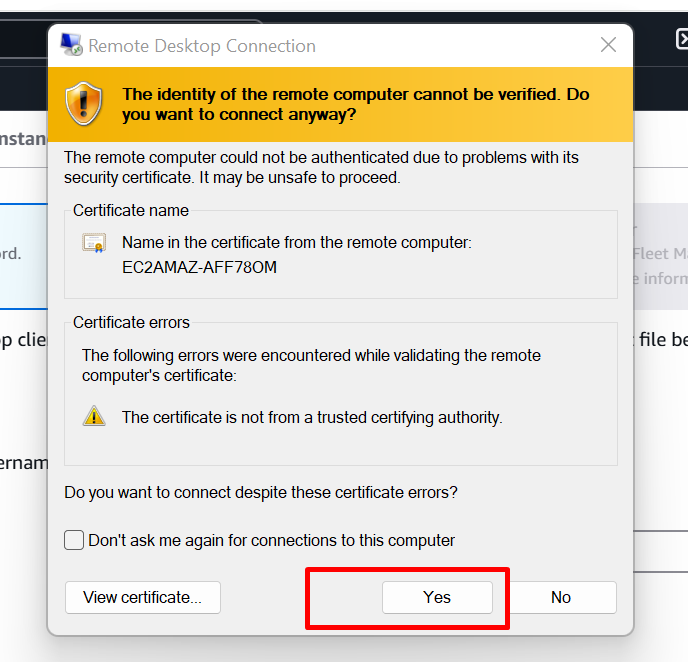 Remote Desktop Connection
The identity of the remote computer cannot be verified. Do
you want to connect anyway?
nstan
The remote computer could not be authenticated due to problems with its
security certificate. It may be unsafe to proceed.
Certificate name
Name in the certificate from the remote computer:
EC2AMAZ-AFF78OM
rd.
Fleet Ma
e inform
Certificate errors
p clie
file be
The following errors were encountered while validating the remote
computer's certificate:
The certificate is not from a trusted certifying authority.
ernam
Do you want to connect despite these certificate errors?
Don't ask me again for connections to this computer
View certificate...
Yes
No